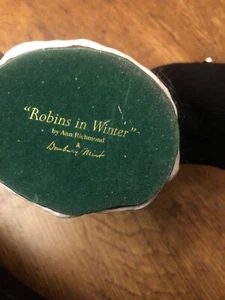 "Robins in Winter"
by Ann Richmond
&
Danbury Mint